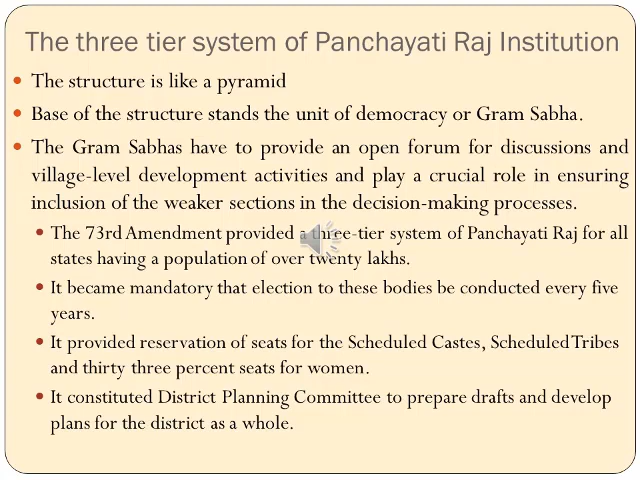 The three tier system of Panchayati Raj Institution
The structure is like a pyramid
Base of the structure stands the unit of democracy or Gram Sabha.
The Gram Sabhas have to provide an open forum for discussions and
village-level development activities and play a crucial role in ensuring
inclusion of the weaker sections in the decision-making processes.
The 73rd Amendment provided a three-tier system of Panchayati Raj for all
states having a population of over twenty lakhs.
It became mandatory that election to these bodies be conducted every five
years.
It provided reservation of seats for the Scheduled Castes, Scheduled Tribes
and thirty three percent seats for women.
It constituted District Planning Committee to prepare drafts and develop
plans for the district as a whole.